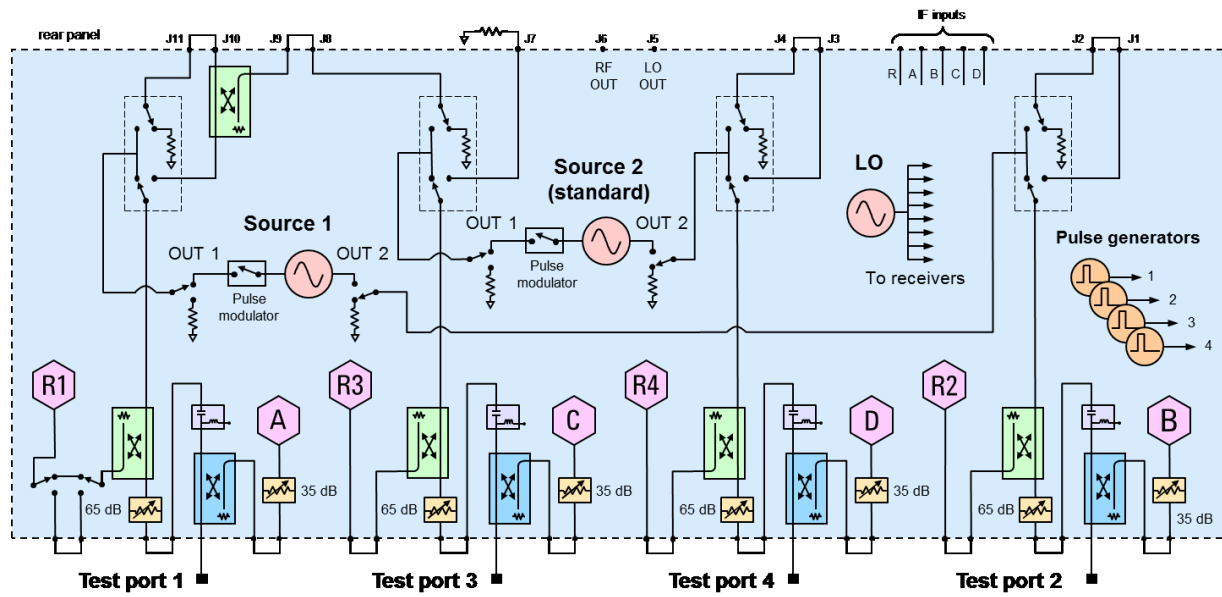 IF inputs
rear panel
J11
J10
J9
J8
J7
J6
J5
J4
J3
J2
J1
RF
OUT
LO
OUT
R
A
B
C
D
Source 2
(standard)
LO
Source 1
OUT 1
OUT 2
OUT 1
OUT 2
Pulse
modulator
Pulse
modulator
To receivers
Pulse generators
1
2
3
4
R1
A
R3
C
R4
D
R2
B
65 dB
35 dB
65 dB
35 dB
65 dB
35 dB
65 dB
35 dB
Test port 1
Test port 3
Test port 4
Test port 2